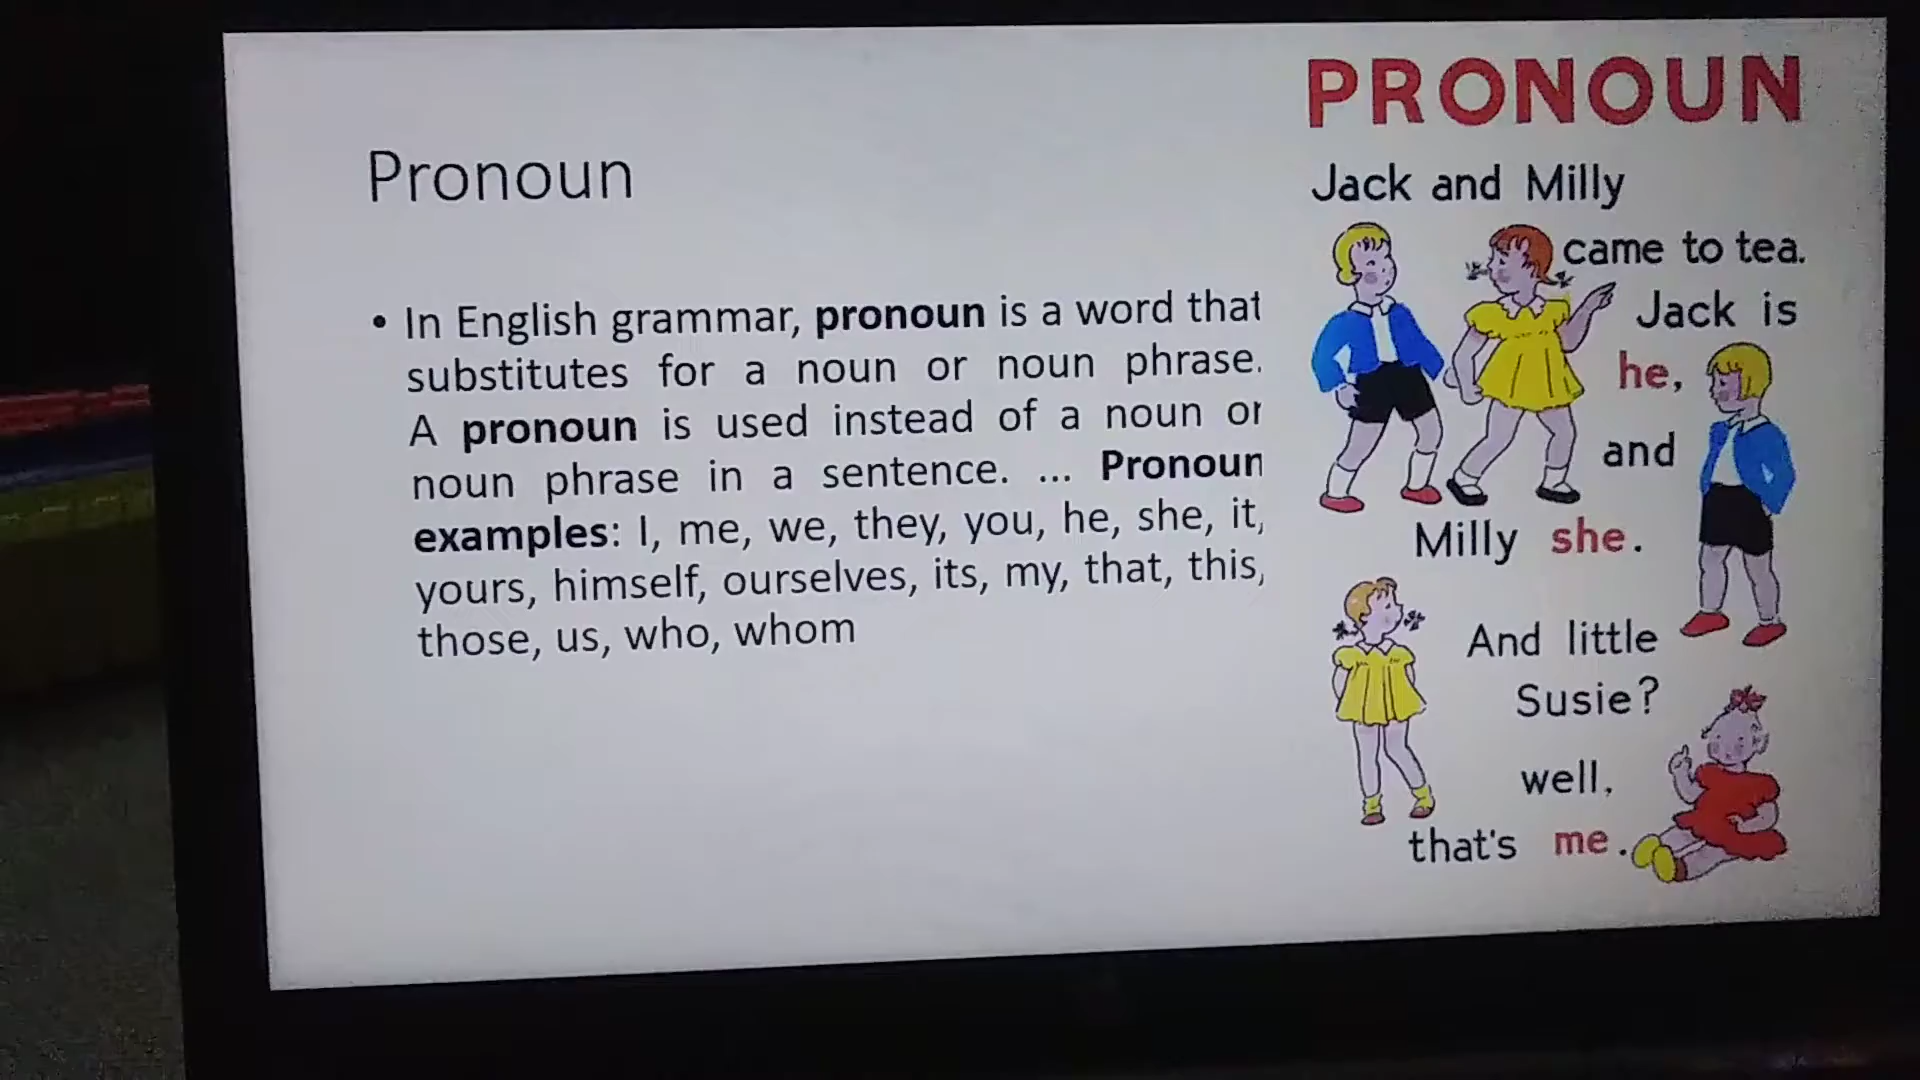 Pronoun
• In English grammar, pronoun is a word that
substitutes for a noun or noun phrase.
A pronoun is used instead of a noun or
noun phrase in a sentence. ... Pronoun
examples: I, me, we, they, you, he, she, it,
yours, himself, ourselves, its, my, that, this,
those, us, who, whom
PRONOUN
Jack and Milly
came to tea.
Jack is
he,
and
Milly she.
And little
Susie?
well,
that's me.